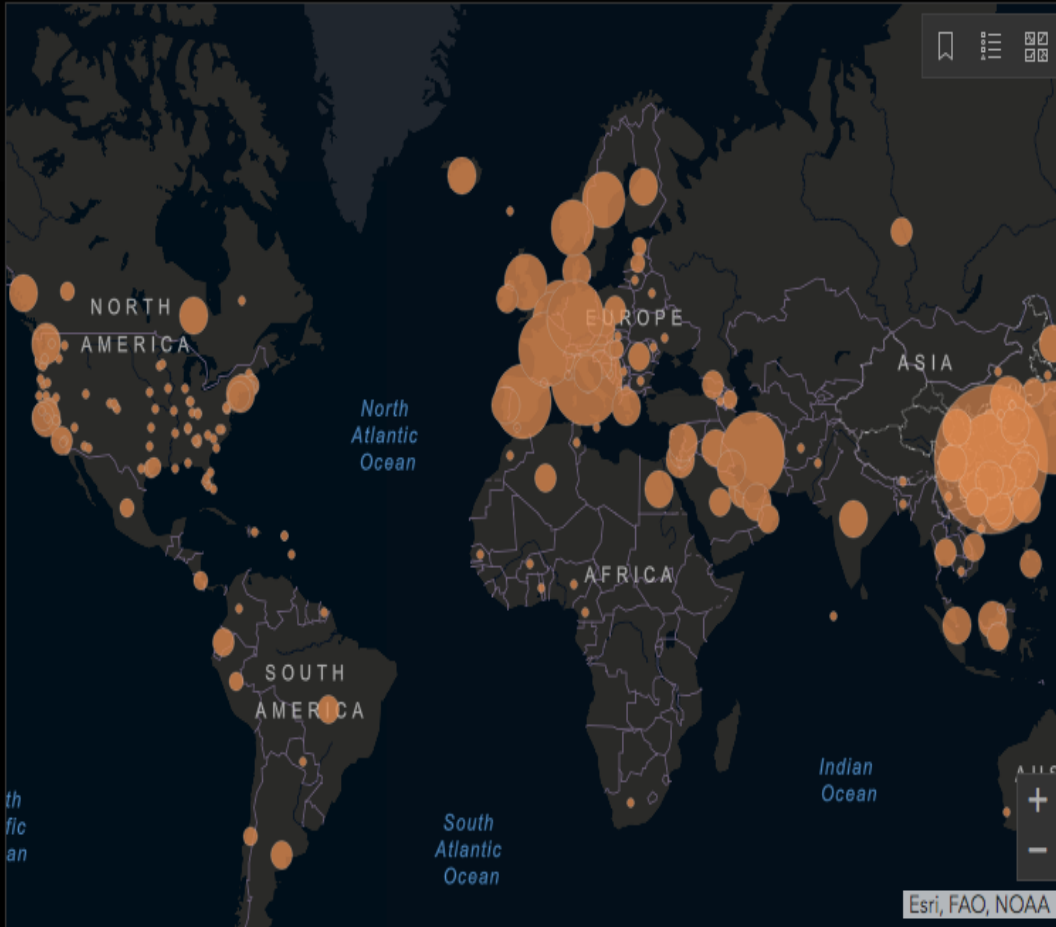 NORTH
AMERICA
EUROPE
ASIA
North
Atlantic
Ocean
AFRICA
SOUTH
AMERICA
Indian
Ocean
AUS
th
fic
an
South
Atlantic
Ocean
+
−
Esri, FAO, NOAA